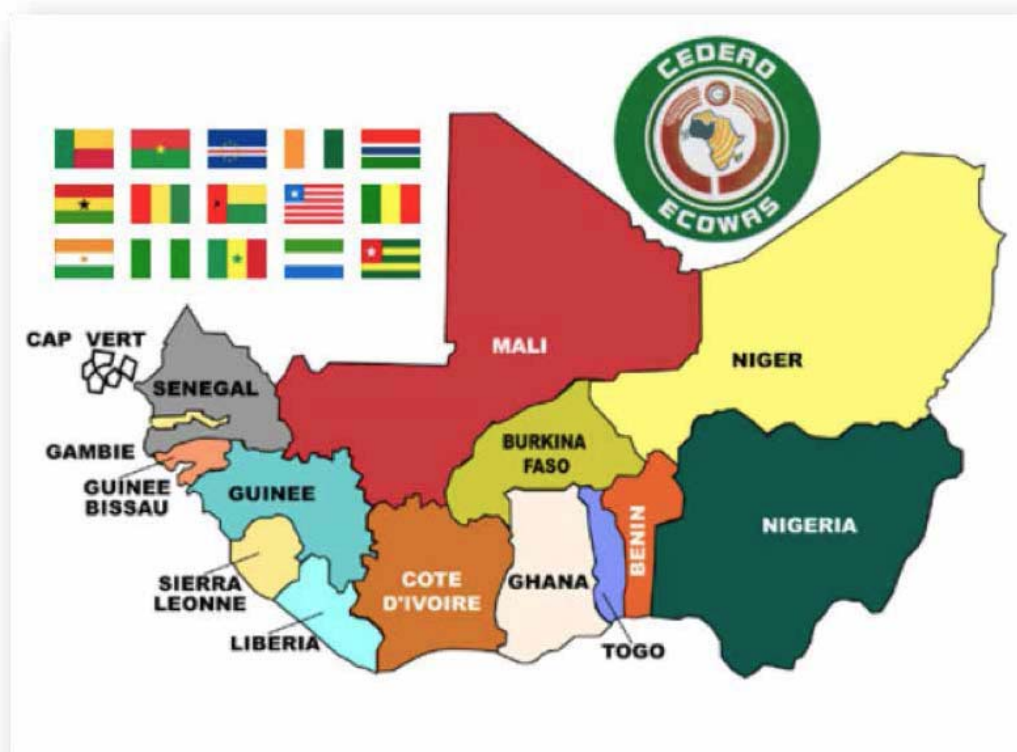 CEDEAO
ECOWAS
CAP VERT
MALI
NIGER
SENEGAL
GAMBIE
BURKINA
FASO
GUINEE
BISSAU
GUINEE
NIGERIA
BENIN
SIERRA
LEONNE
COTE
D'IVOIRE
GHANA
LIBERIA
TOGO